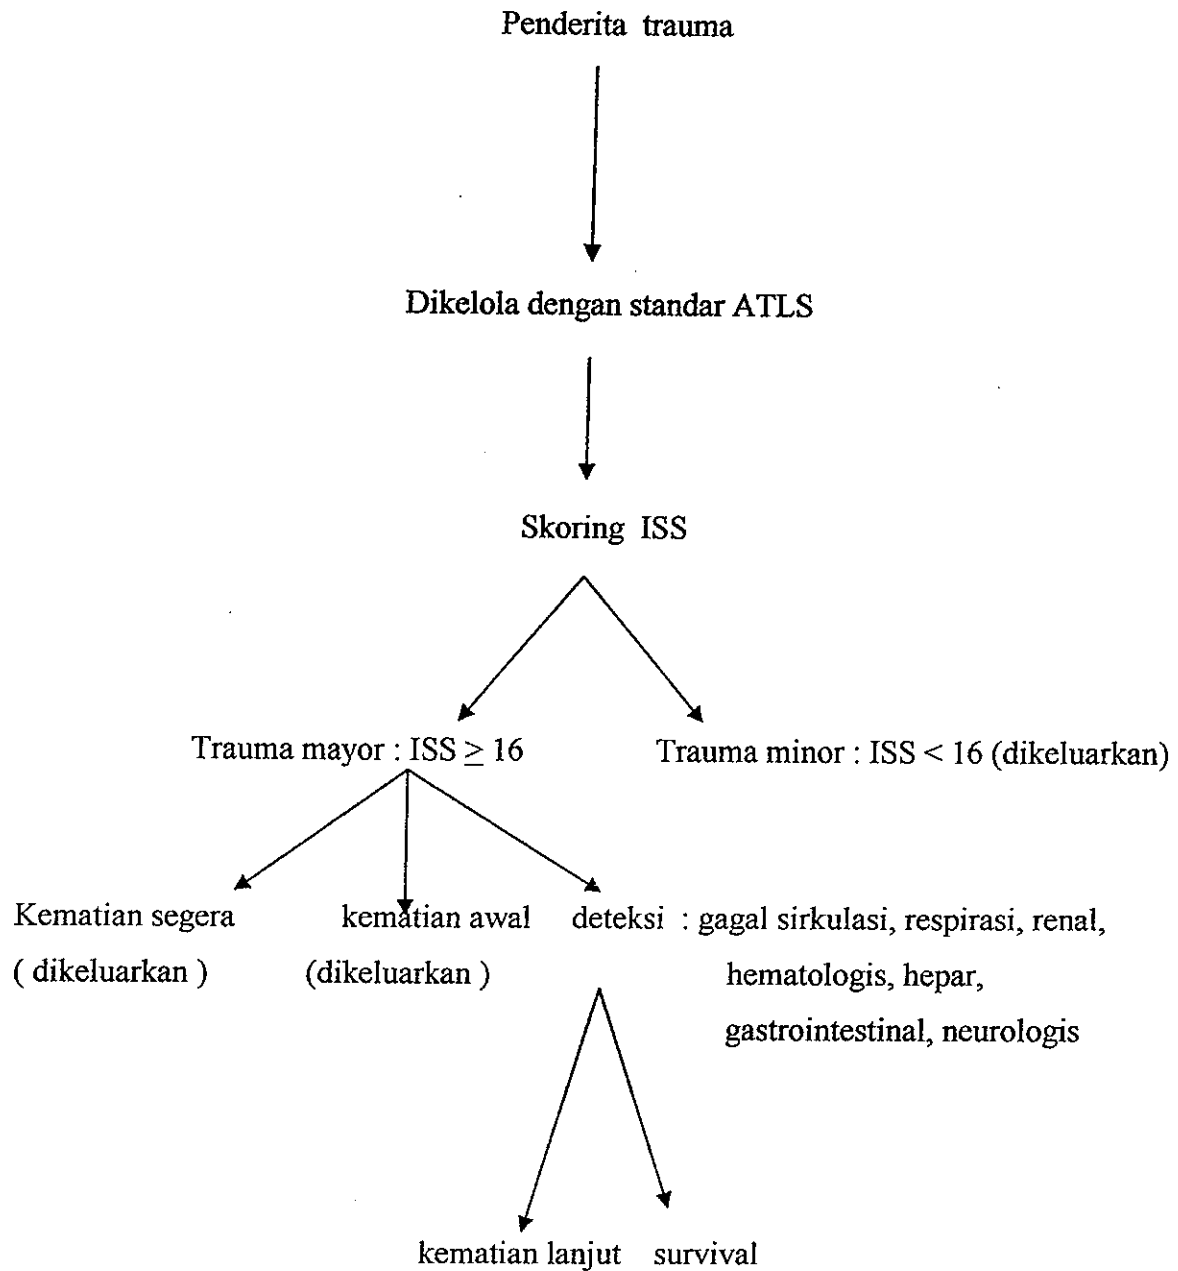 Penderita trauma
Dikelola dengan standar ATLS
Skoring ISS
Trauma mayor : ISS ≥ 16 Trauma minor : ISS < 16 (dikeluarkan)
Kematian segera kematian awal deteksi : gagal sirkulasi, respirasi, renal,
( dikeluarkan ) (dikeluarkan ) hematologis, hepar,
gastrointestinal, neurologis
kematian lanjut survival